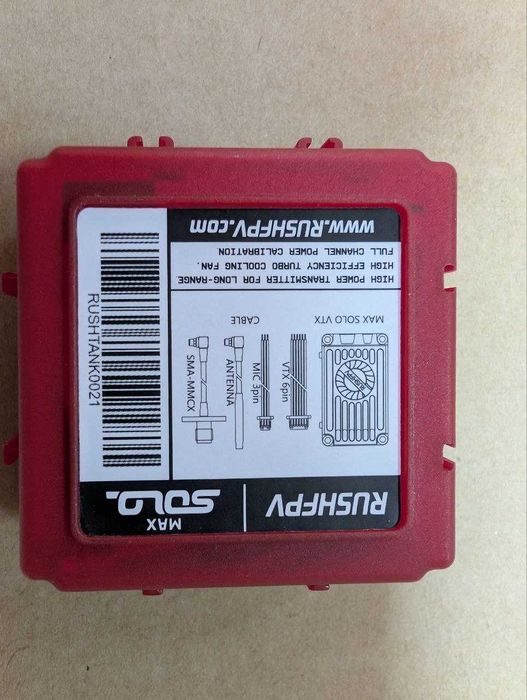 RUSHFPV
MAX
SOLO
MAX SOLO VTX
VTX 6pin
MIC 3pin
CABLE
ANTENNA
SMA-MMCX
HIGH POWER TRANSMITTER FOR LONG-RANGE
HIGH EFFICIENCY TURBO COOLING FAN.
FULL CHANNEL POWER CALIBRATION
WWW.RUSHFPV.COM
RUSHTANK0021